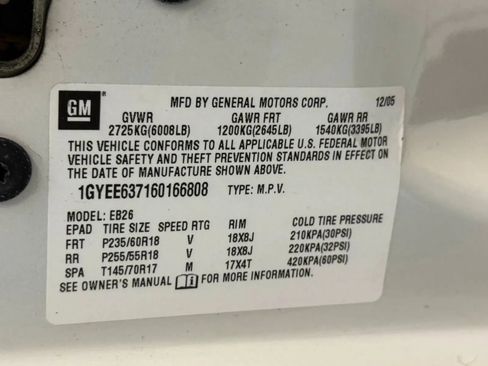 GM MFD BY GENERAL MOTORS CORP. 12/05
GVWR GAWR FRT GAWR RR
2725KG(6008LB) 1200KG(2645LB) 1540KG(3395LB)
THIS VEHICLE CONFORMS TO ALL APPLICABLE U.S. FEDERAL MOTOR
VEHICLE SAFETY AND THEFT PREVENTION STANDARDS IN EFFECT ON
THE DATE OF MANUFACTURE SHOWN ABOVE.
1GYEE637160166808 TYPE: M.P.V.
MODEL: EB26
EPAD TIRE SIZE SPEED RTG RIM COLD TIRE PRESSURE
FRT P235/60R18 V 18X8J 210KPA(30PSI)
RR P255/55R18 V 18X8J 220KPA(32PSI)
SPA T145/70R17 M 17X4T 420KPA(60PSI)
SEE OWNER'S MANUAL FOR MORE INFORMATION.